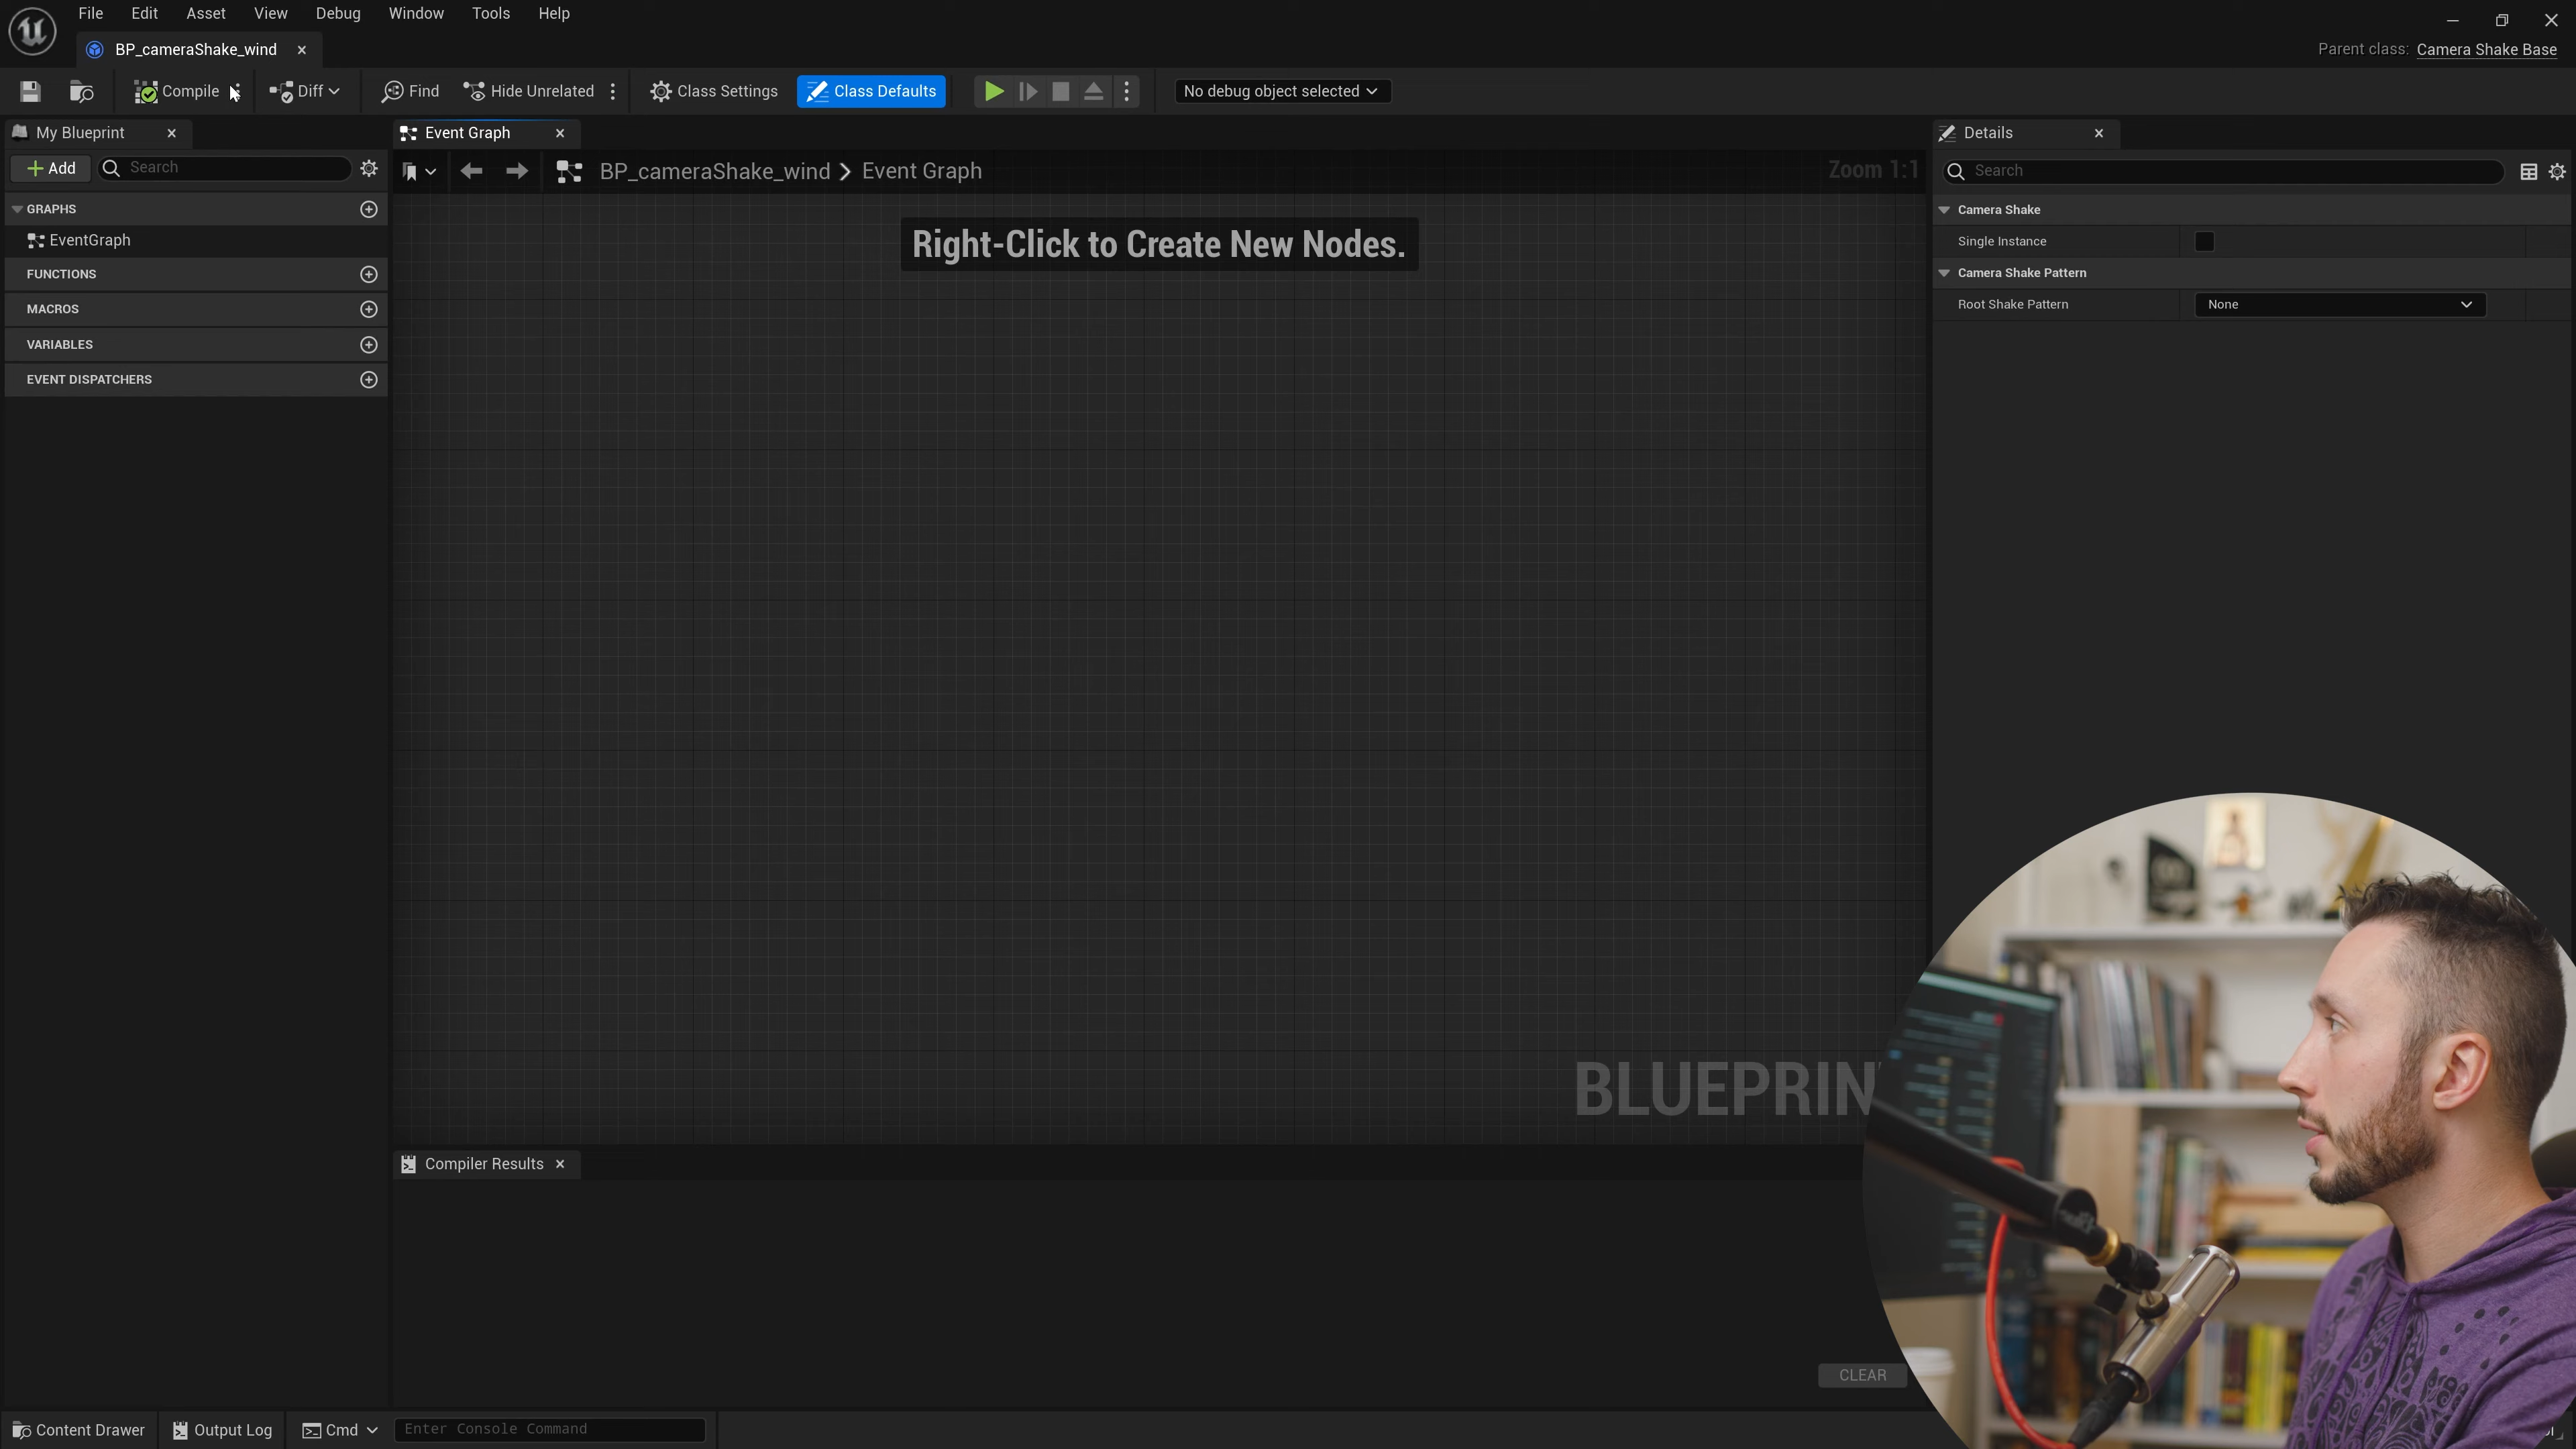 File Edit Asset View Debug Window Tools Help
BP_cameraShake_wind
Parent class: Camera Shake Base
Compile Diff Find Hide Unrelated Class Settings Class Defaults No debug object selected
My Blueprint
Event Graph
Details
Add Search
BP_cameraShake_wind > Event Graph
Zoom 1:1
Search
GRAPHS
EventGraph
FUNCTIONS
MACROS
VARIABLES
EVENT DISPATCHERS
Right-Click to Create New Nodes.
Camera Shake
Single Instance
Camera Shake Pattern
Root Shake Pattern None
BLUEPRIN
Compiler Results
CLEAR
Content Drawer Output Log Cmd Enter Console Command